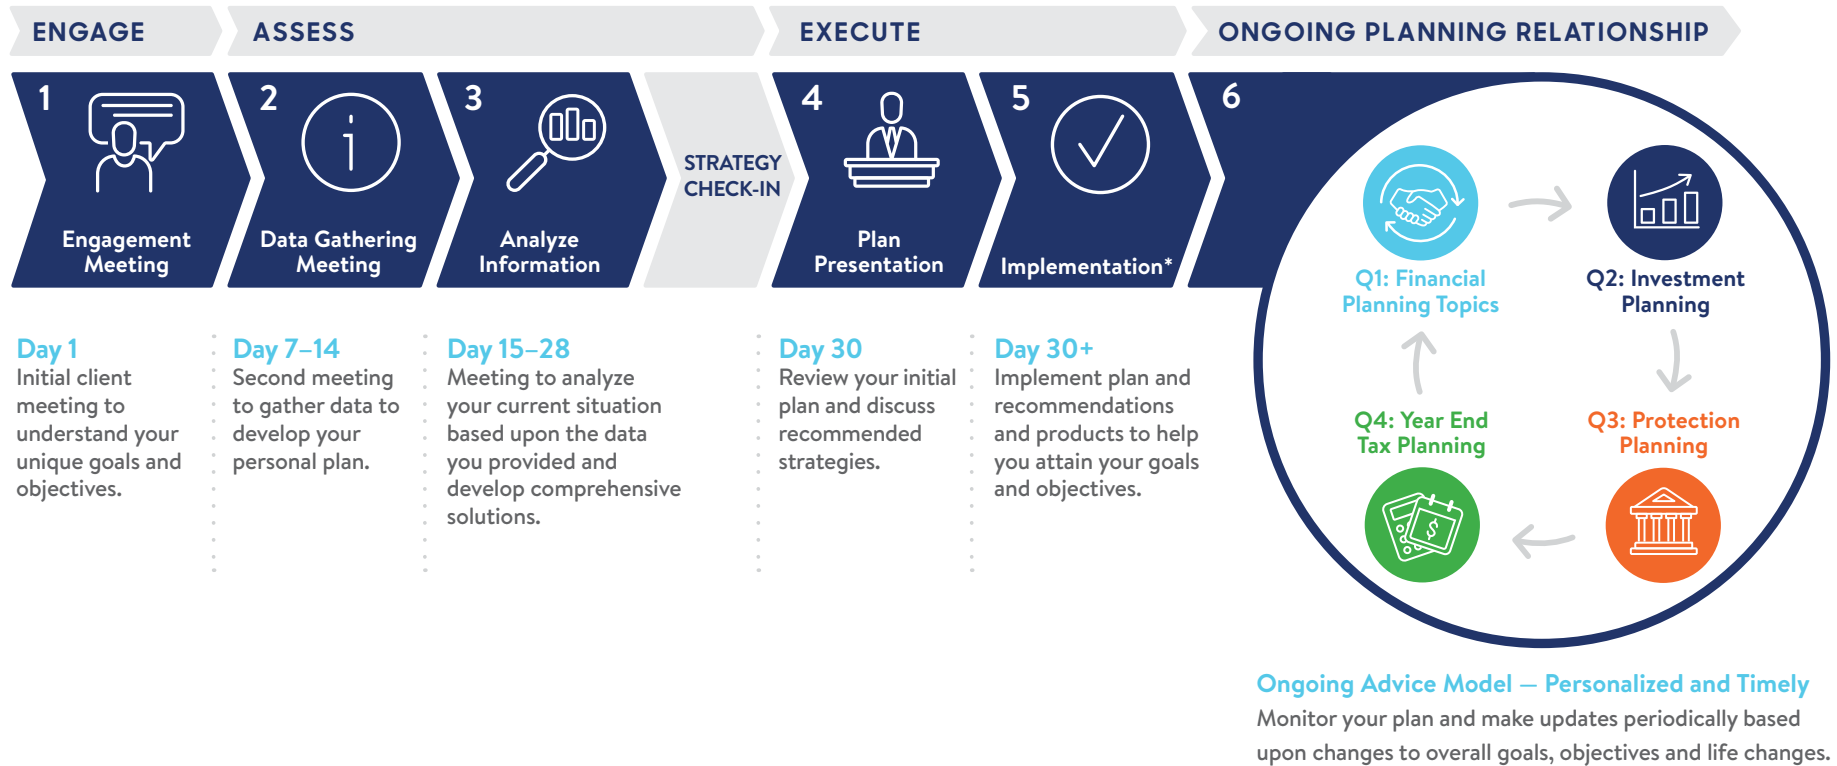 ENGAGE
ASSESS
EXECUTE
ONGOING PLANNING RELATIONSHIP
1
Engagement
Meeting
2
Data Gathering
Meeting
3
Analyze
Information
STRATEGY
CHECK-IN
4
Plan
Presentation
5
Implementation*
6
Day 1
Initial client
meeting to
understand your
unique goals and
objectives.
Day 7–14
Second meeting
to gather data to
develop your
personal plan.
Day 15–28
Meeting to analyze
your current situation
based upon the data
you provided and
develop comprehensive
solutions.
Day 30
Review your initial
plan and discuss
recommended
strategies.
Day 30+
Implement plan and
recommendations
and products to help
you attain your goals
and objectives.
Q1: Financial
Planning Topics
Q2: Investment
Planning
Q3: Protection
Planning
Q4: Year End
Tax Planning
$
Ongoing Advice Model — Personalized and Timely
Monitor your plan and make updates periodically based
upon changes to overall goals, objectives and life changes.